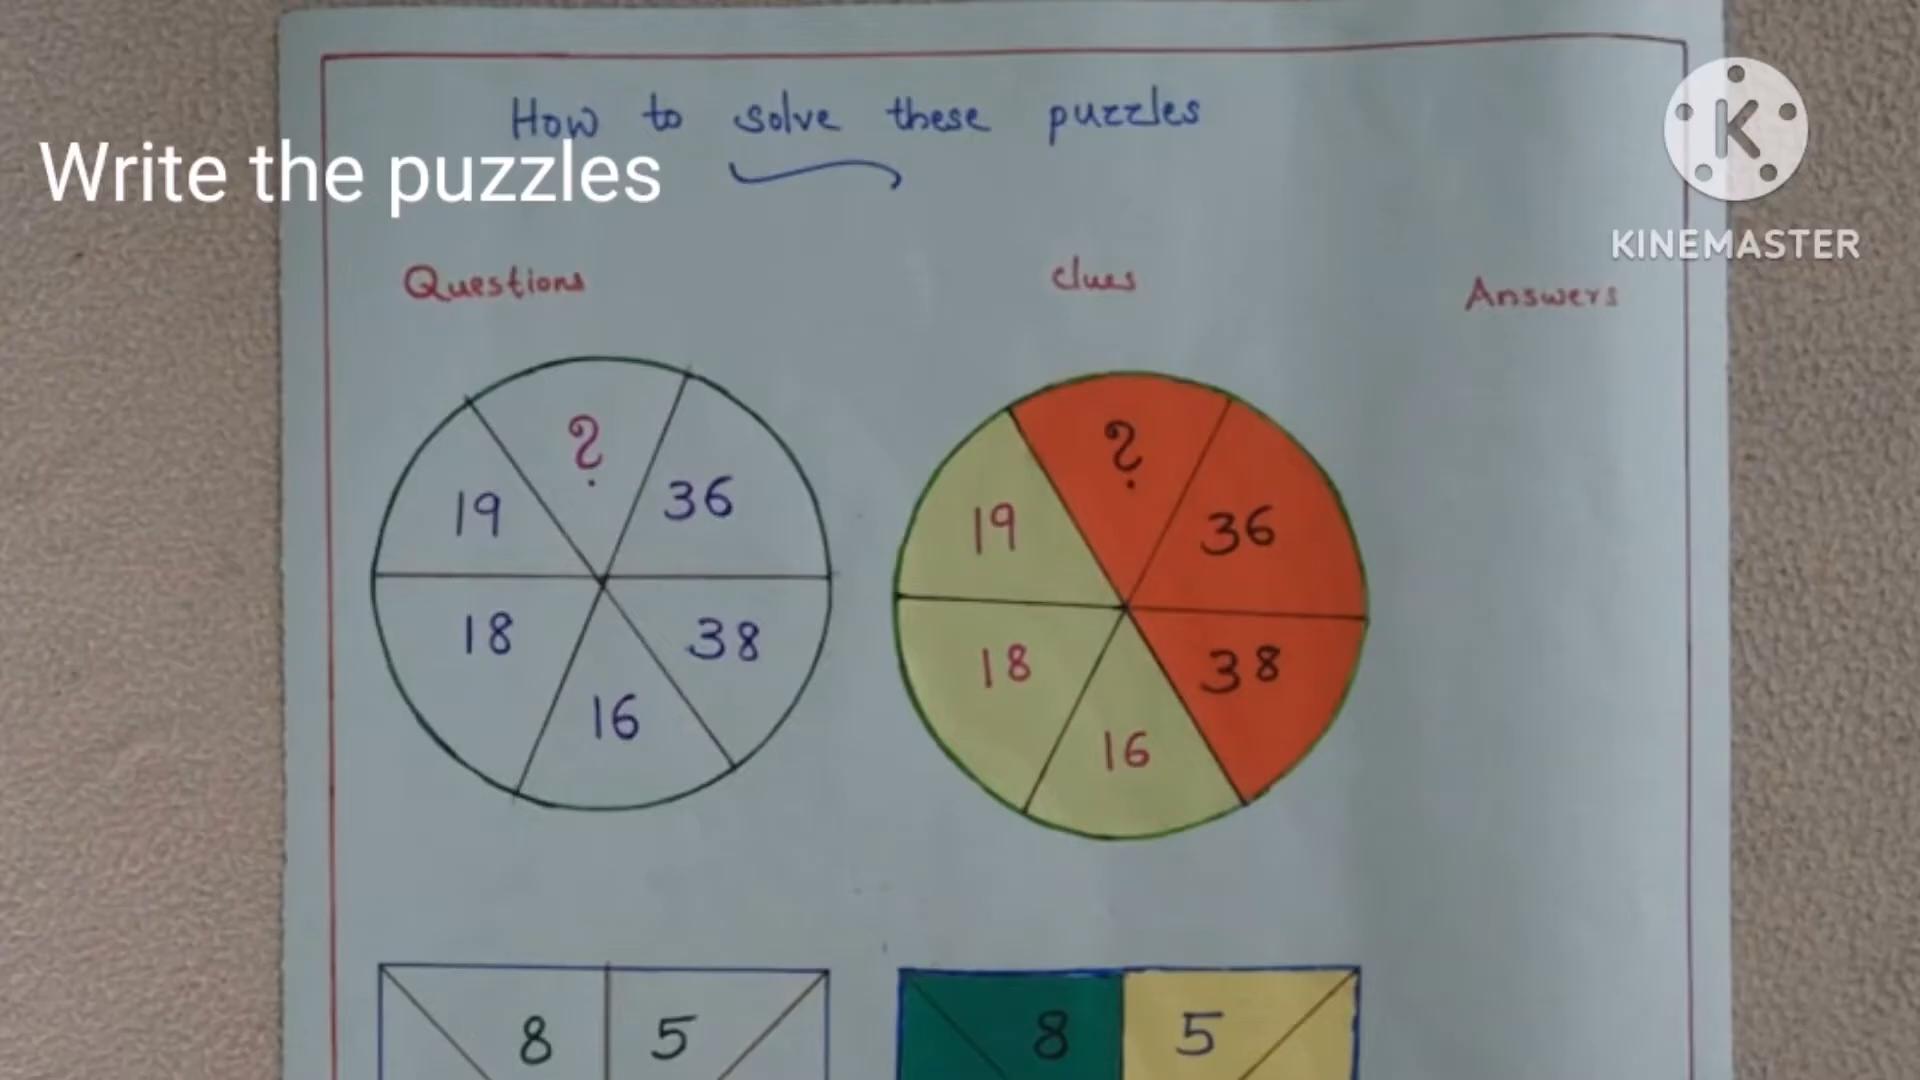 How to solve these puzzles
Write the puzzles
K
KINEMASTER
Questions
clues
Answers
?
36
19
38
18
16
?
36
19
38
18
16
8 5
8 5